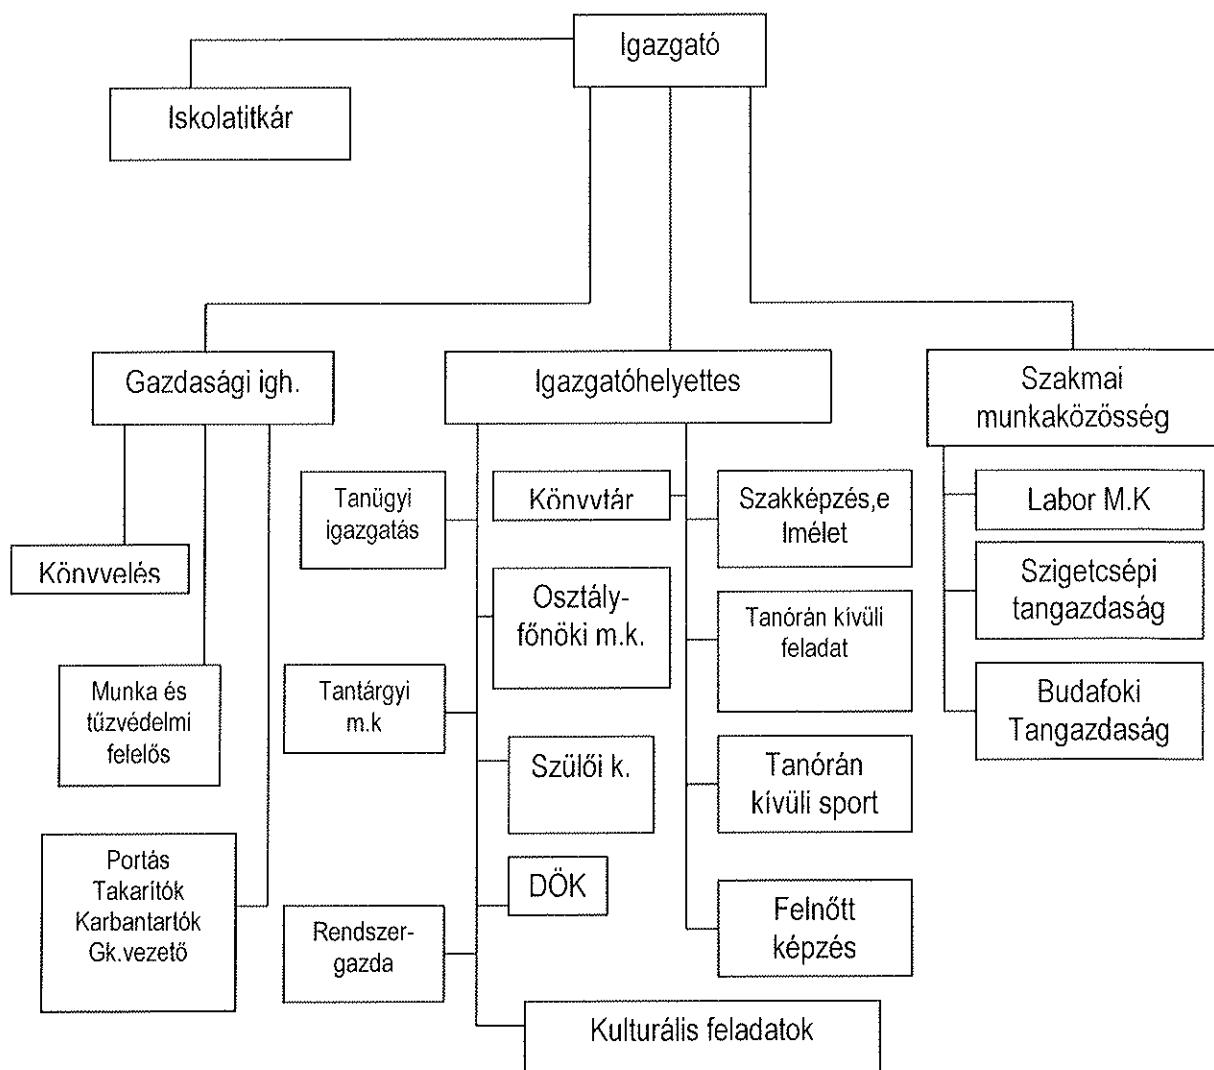 Igazgató
Iskolatitkár
Gazdasági igh.
Igazgatóhelyettes
Szakmai
munkaközösség
Tanügyi
igazgatás
Könyvtár
Szakképzés,e
lmélet
Labor M.K
Könyvelés
Osztály-
főnöki m.k.
Tanórán kívüli
feladat
Szigetcsépi
tangazdaság
Munka és
tűzvédelmi
felelős
Tantárgyi
m.k
Szülői k.
Tanórán
kívüli sport
Budafoki
Tangazdaság
Portás
Takarítók
Karbantartók
Gk.vezető
DÖK
Rendszer-
gazda
Felnőtt
képzés
Kulturális feladatok